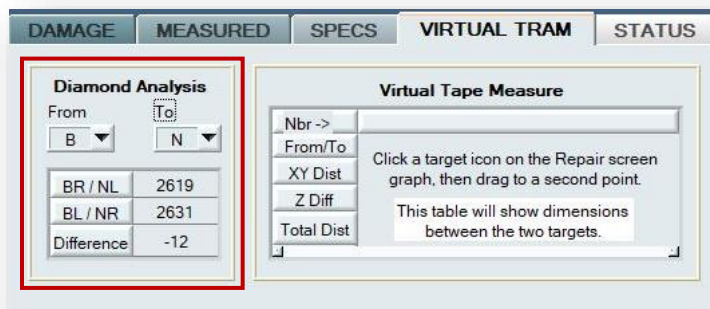 DAMAGE MEASURED SPECS VIRTUAL TRAM STATUS
Diamond Analysis
From To
B N
BR / NL 2619
BL / NR 2631
Difference -12
Virtual Tape Measure
Nbr ->
From/To
XY Dist
Z Diff
Total Dist
Click a target icon on the Repair screen
graph, then drag to a second point.
This table will show dimensions
between the two targets.